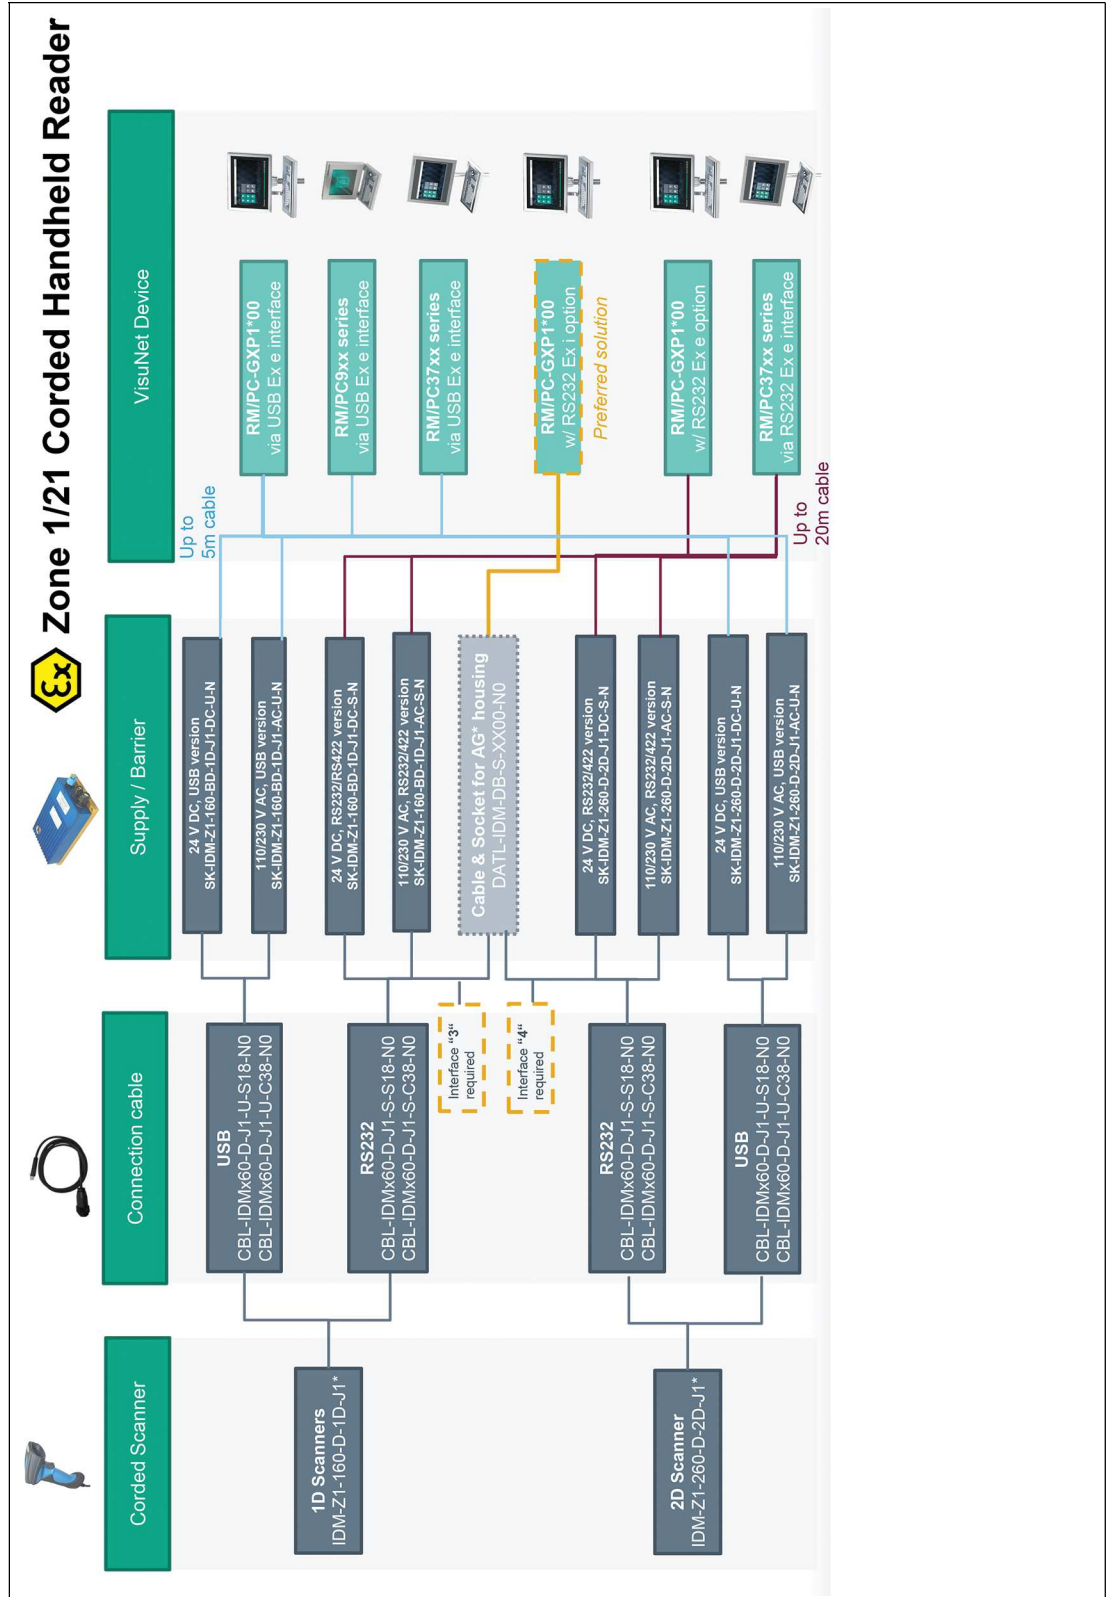 Zone 1/21 Corded Handheld Reader
Ex
Corded Scanner
Connection cable
Supply / Barrier
VisuNet Device
1D Scanners
IDM-Z1-160-D-1D-J1*
2D Scanner
IDM-Z1-260-D-2D-J1*
USB
CBL-IDMx60-D-J1-U-S18-N0
CBL-IDMx60-D-J1-U-C38-N0
RS232
CBL-IDMx60-D-J1-S-S18-N0
CBL-IDMx60-D-J1-S-C38-N0
Interface “3“
required
Interface “4“
required
RS232
CBL-IDMx60-D-J1-S-S18-N0
CBL-IDMx60-D-J1-S-C38-N0
USB
CBL-IDMx60-D-J1-U-S18-N0
CBL-IDMx60-D-J1-U-C38-N0
24 V DC, USB version
SK-IDM-Z1-160-BD-1D-J1-DC-U-N
110/230 V AC, USB version
SK-IDM-Z1-160-BD-1D-J1-AC-U-N
24 V DC, RS232/RS422 version
SK-IDM-Z1-160-BD-1D-J1-DC-S-N
110/230 V AC, RS232/422 version
SK-IDM-Z1-160-BD-1D-J1-AC-S-N
Cable & Socket for AG* housing
DATL-IDM-DB-S-XX00-N0
24 V DC, RS232/422 version
SK-IDM-Z1-260-D-2D-J1-DC-S-N
110/230 V AC, RS232/422 version
SK-IDM-Z1-260-D-2D-J1-AC-S-N
24 V DC, USB version
SK-IDM-Z1-260-D-2D-J1-DC-U-N
110/230 V AC, USB version
SK-IDM-Z1-260-D-2D-J1-AC-U-N
Up to
5m cable
Up to
20m cable
RM/PC-GXP1*00
via USB Ex e interface
RM/PC9xx series
via USB Ex e interface
RM/PC37xx series
via USB Ex e interface
RM/PC-GXP1*00
w/ RS232 Ex i option
Preferred solution
RM/PC-GXP1*00
w/ RS232 Ex e option
RM/PC37xx series
via RS232 Ex e interface